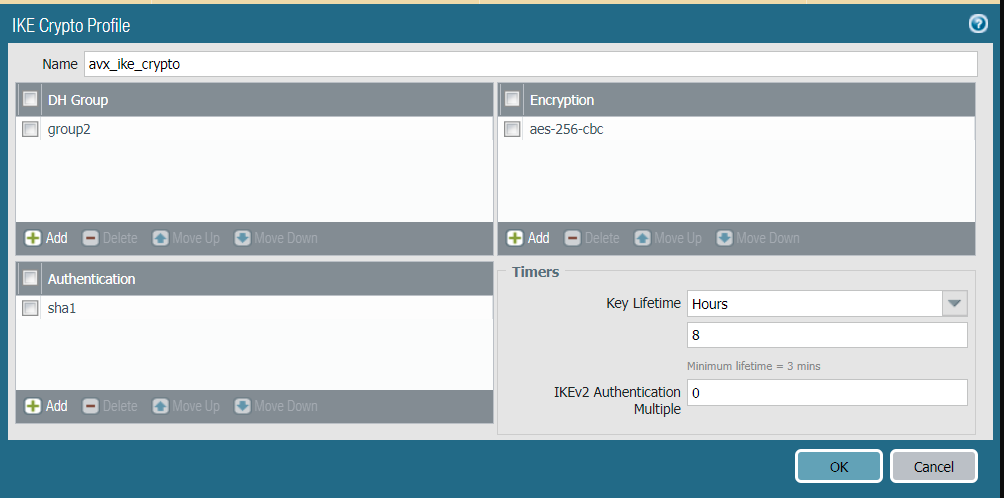 IKE Crypto Profile
Name avx_ike_crypto
DH Group
group2
Add Delete Move Up Move Down
Encryption
aes-256-cbc
Add Delete Move Up Move Down
Authentication
sha1
Add Delete Move Up Move Down
Timers
Key Lifetime Hours
8
Minimum lifetime = 3 mins
IKEv2 Authentication
Multiple 0
OK Cancel